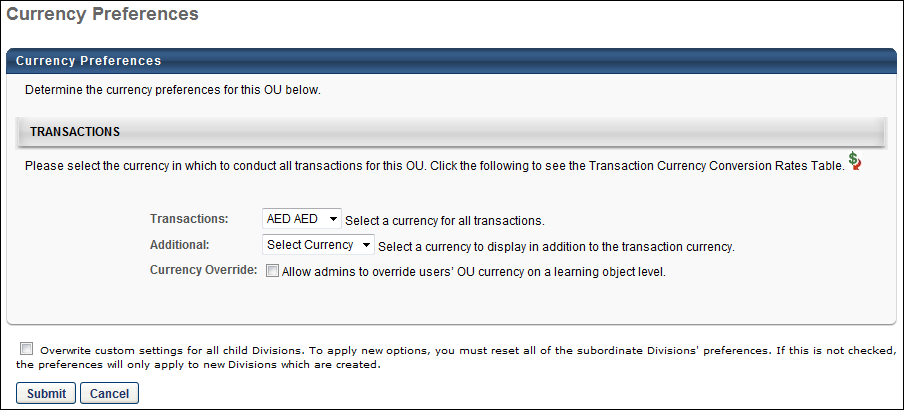 Currency Preferences
Currency Preferences
Determine the currency preferences for this OU below.
TRANSACTIONS
Please select the currency in which to conduct all transactions for this OU. Click the following to see the Transaction Currency Conversion Rates Table. $
Transactions: AED AED Select a currency for all transactions.
Additional: Select Currency Select a currency to display in addition to the transaction currency.
Currency Override: Allow admins to override users' OU currency on a learning object level.
Overwrite custom settings for all child Divisions. To apply new options, you must reset all of the subordinate Divisions' preferences. If this is not checked,
the preferences will only apply to new Divisions which are created.
Submit Cancel